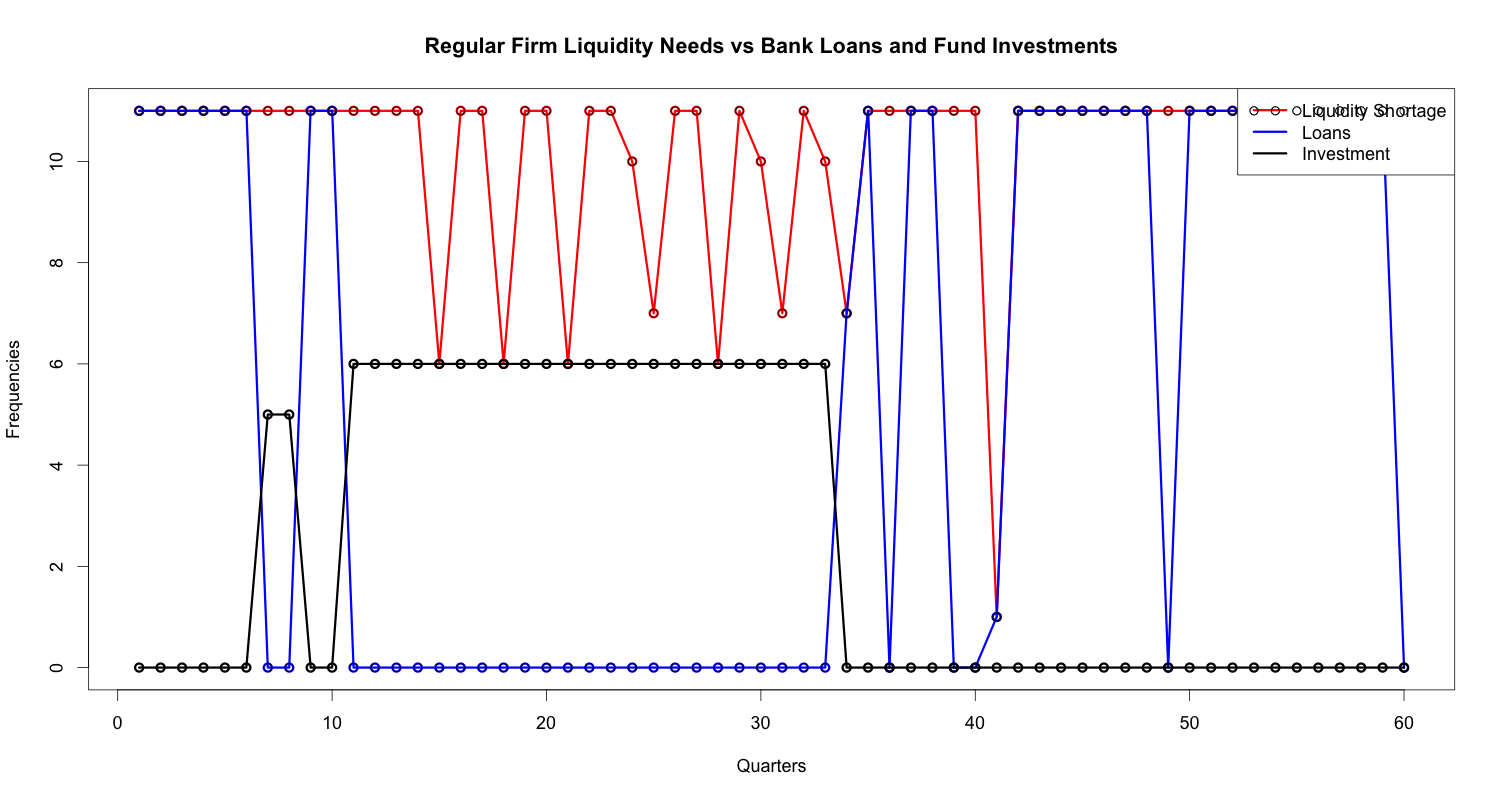 Regular Firm Liquidity Needs vs Bank Loans and Fund Investments
Liquidity Shortage
Loans
Investment
Frequencies
10
8
6
4
2
0
0 10 20 30 40 50 60
Quarters